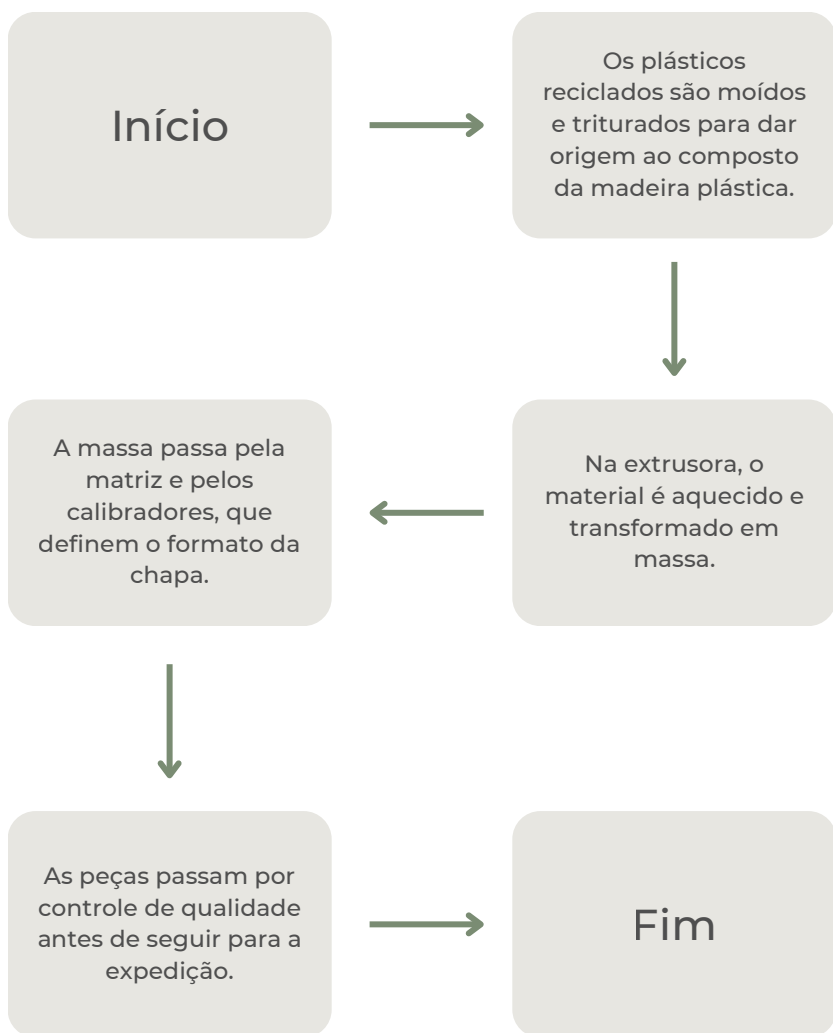 Início
Os plásticos
reciclados são moídos
e triturados para dar
origem ao composto
da madeira plástica.
Na extrusora, o
material é aquecido e
transformado em
massa.
A massa passa pela
matriz e pelos
calibradores, que
definem o formato da
chapa.
As peças passam por
controle de qualidade
antes de seguir para a
expedição.
Fim